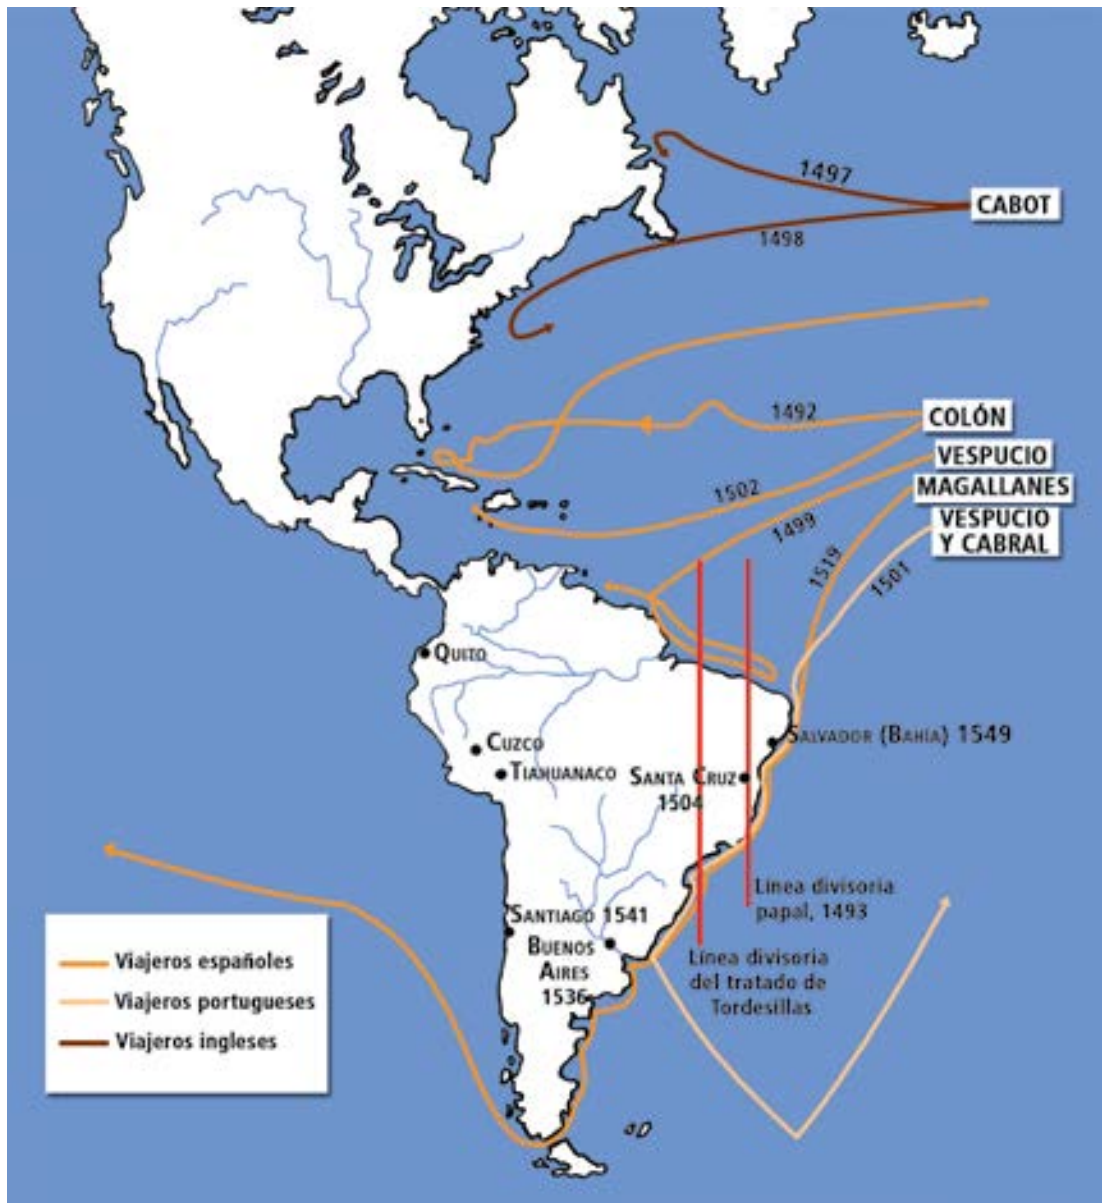 1497
CABOT
1498
1492
COLÓN
VESPUCIO
MAGALLANES
1502
1499
VESPUCIO
Y CABRAL
1519
1501
QUITO
CUZCO
TIAHUANACO
SALVADOR (BAHÍA) 1549
SANTA CRUZ
1504
Línea divisoria
papal, 1493
SANTIAGO 1541
BUENOS
AIRES
1536
Línea divisoria
del tratado de
Tordesillas
Viajeros españoles
Viajeros portugueses
Viajeros ingleses